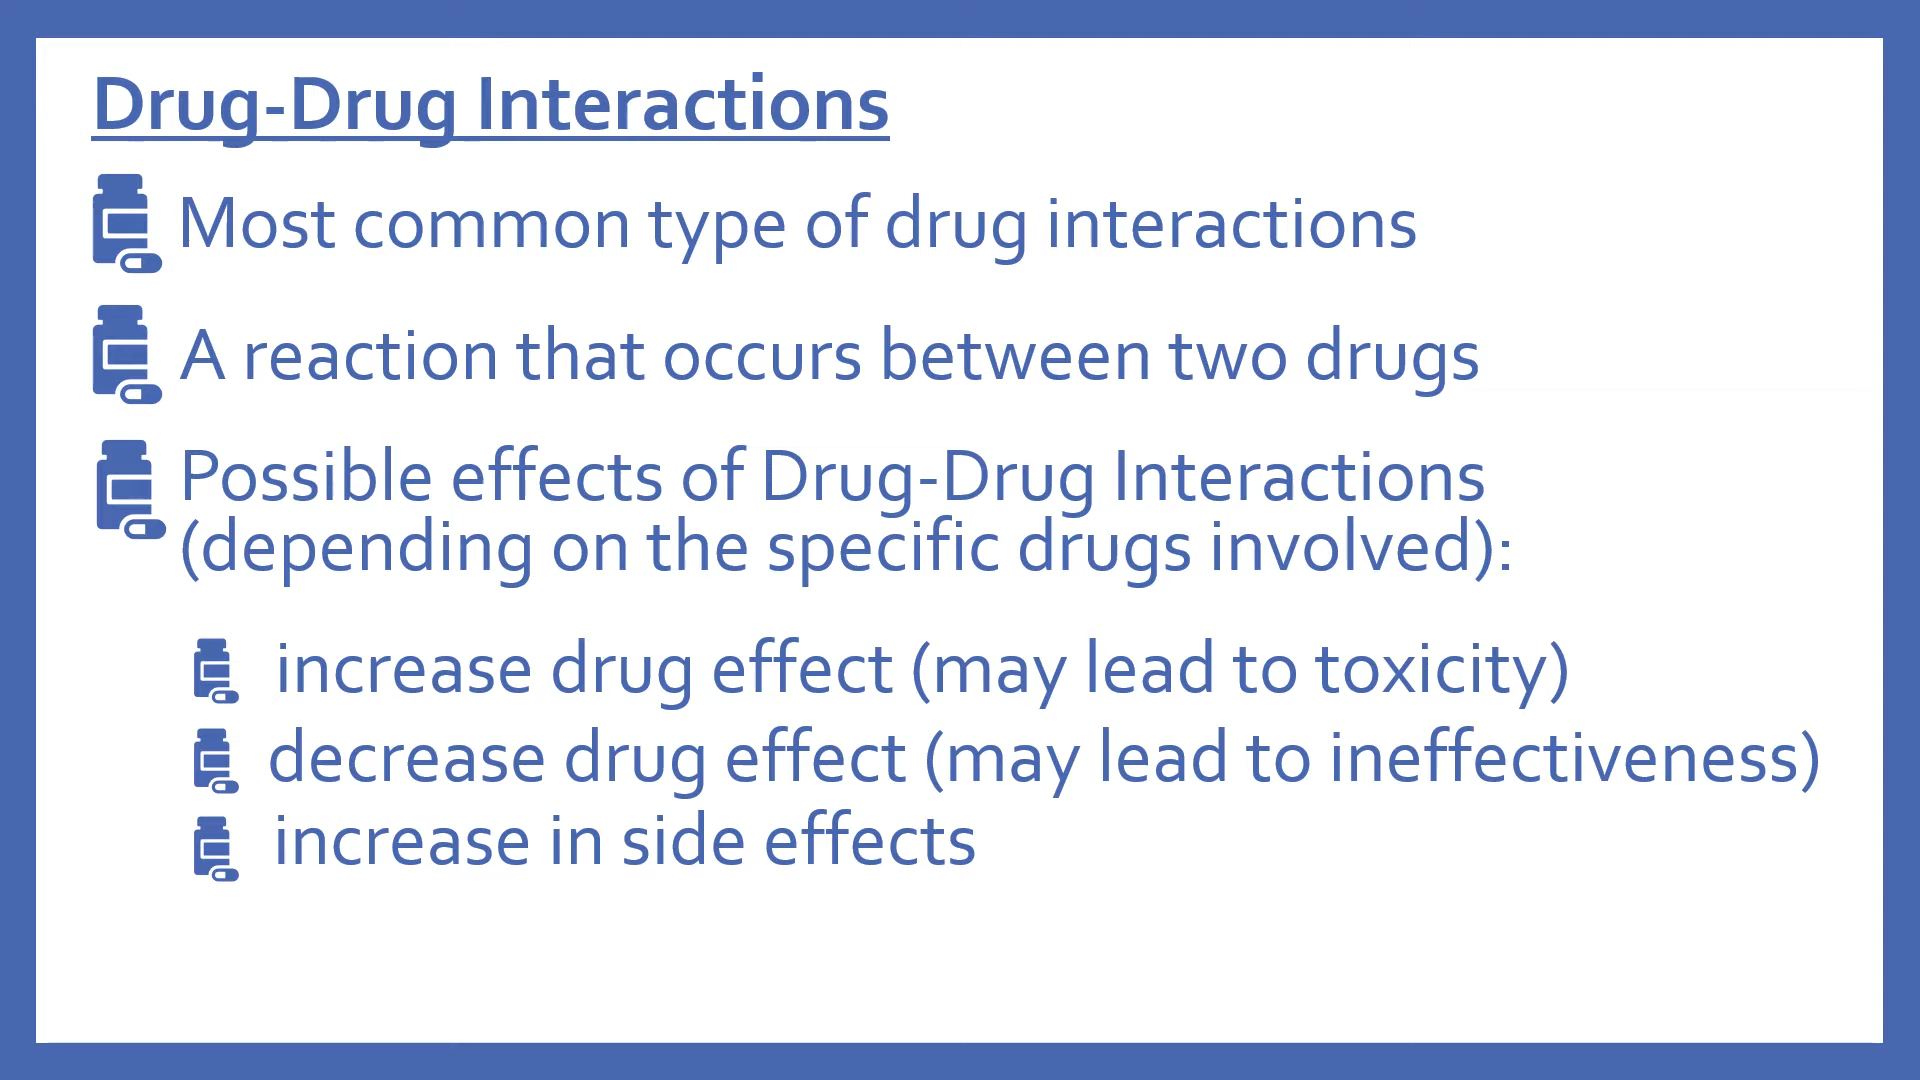 Drug-Drug Interactions
Most common type of drug interactions
A reaction that occurs between two drugs
Possible effects of Drug-Drug Interactions
(depending on the specific drugs involved):
increase drug effect (may lead to toxicity)
decrease drug effect (may lead to ineffectiveness)
increase in side effects